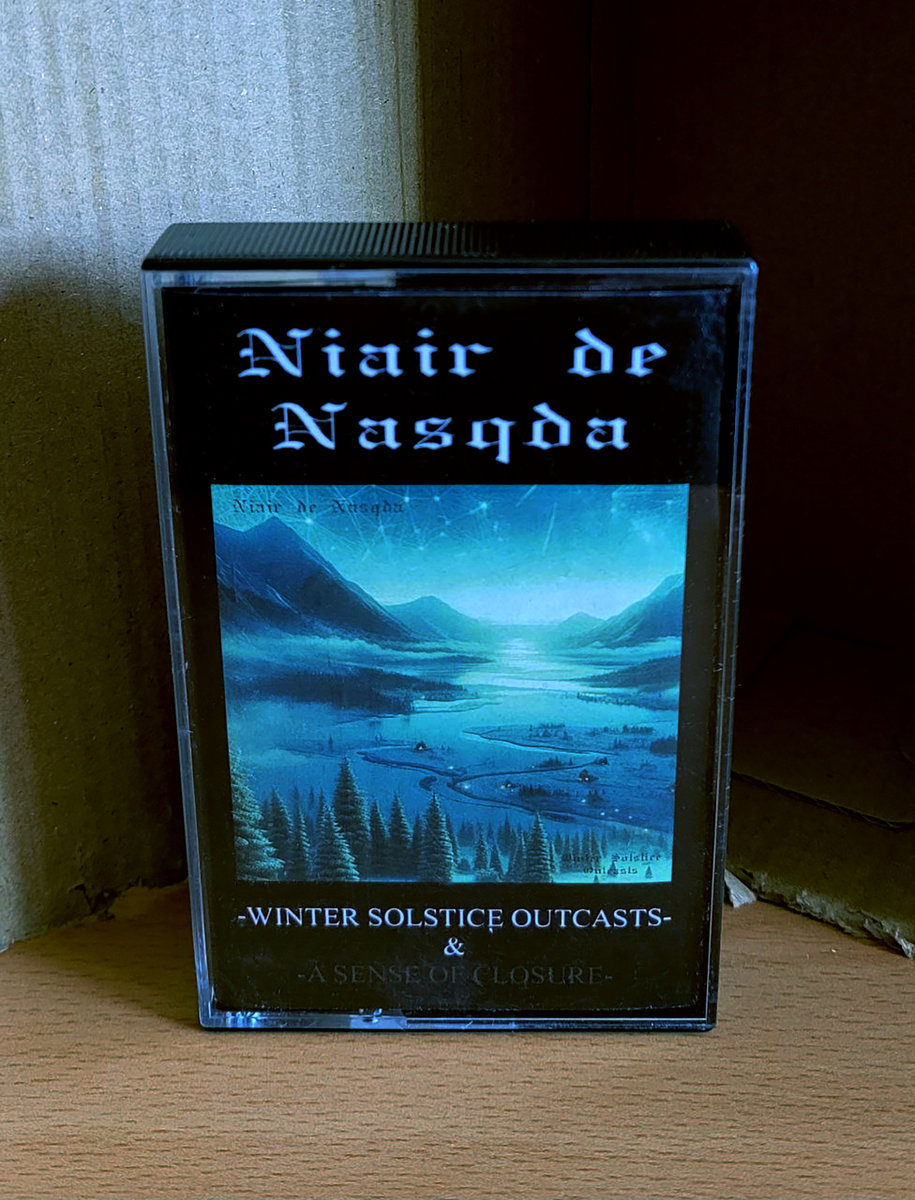 Niair de
Nasqda
Niair de Nasqda
Winter Solstice
Outcasts
-WINTER SOLSTICE OUTCASTS-
&
-A SENSE OF CLOSURE-